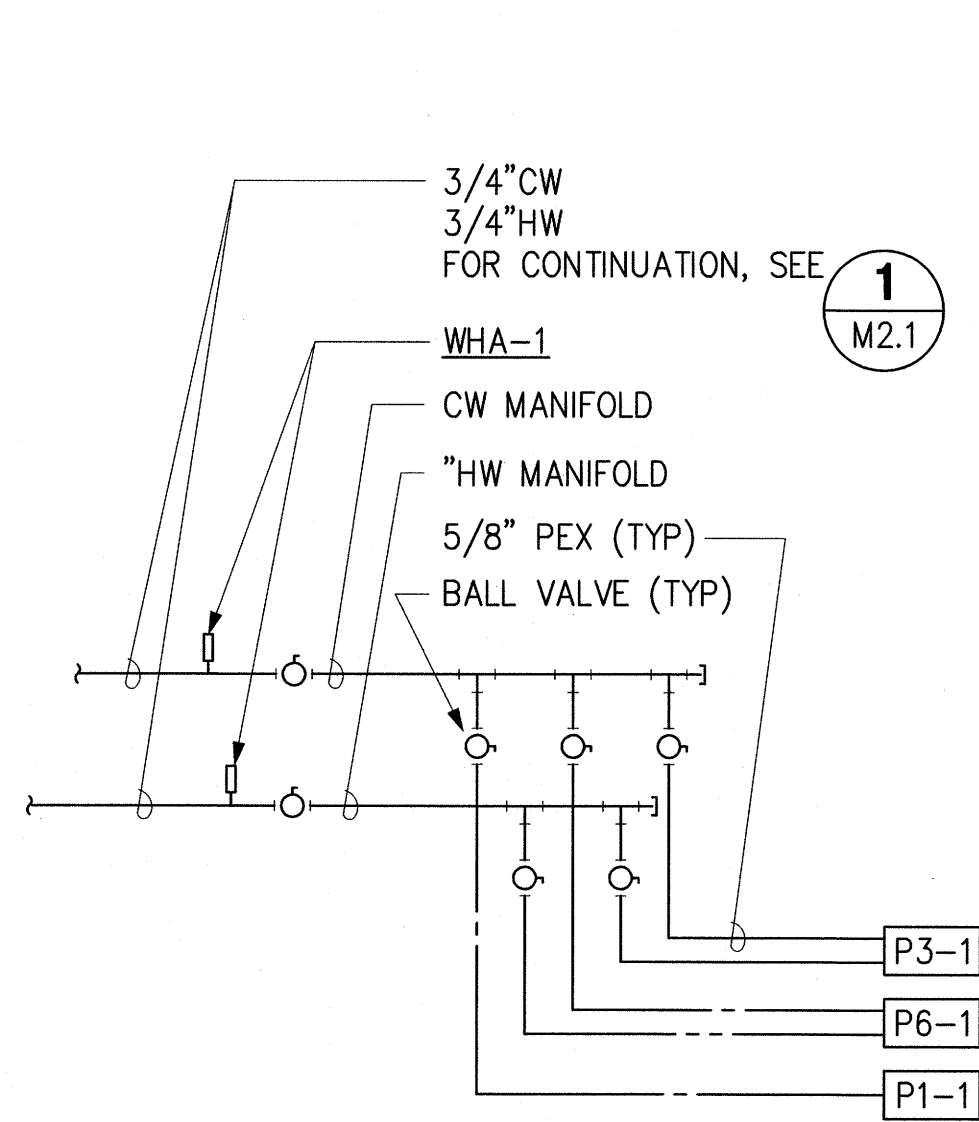 3/4"CW
3/4"HW
FOR CONTINUATION, SEE
1
M2.1
WHA-1
CW MANIFOLD
"HW MANIFOLD
5/8" PEX (TYP)
BALL VALVE (TYP)
P3-1
P6-1
P1-1